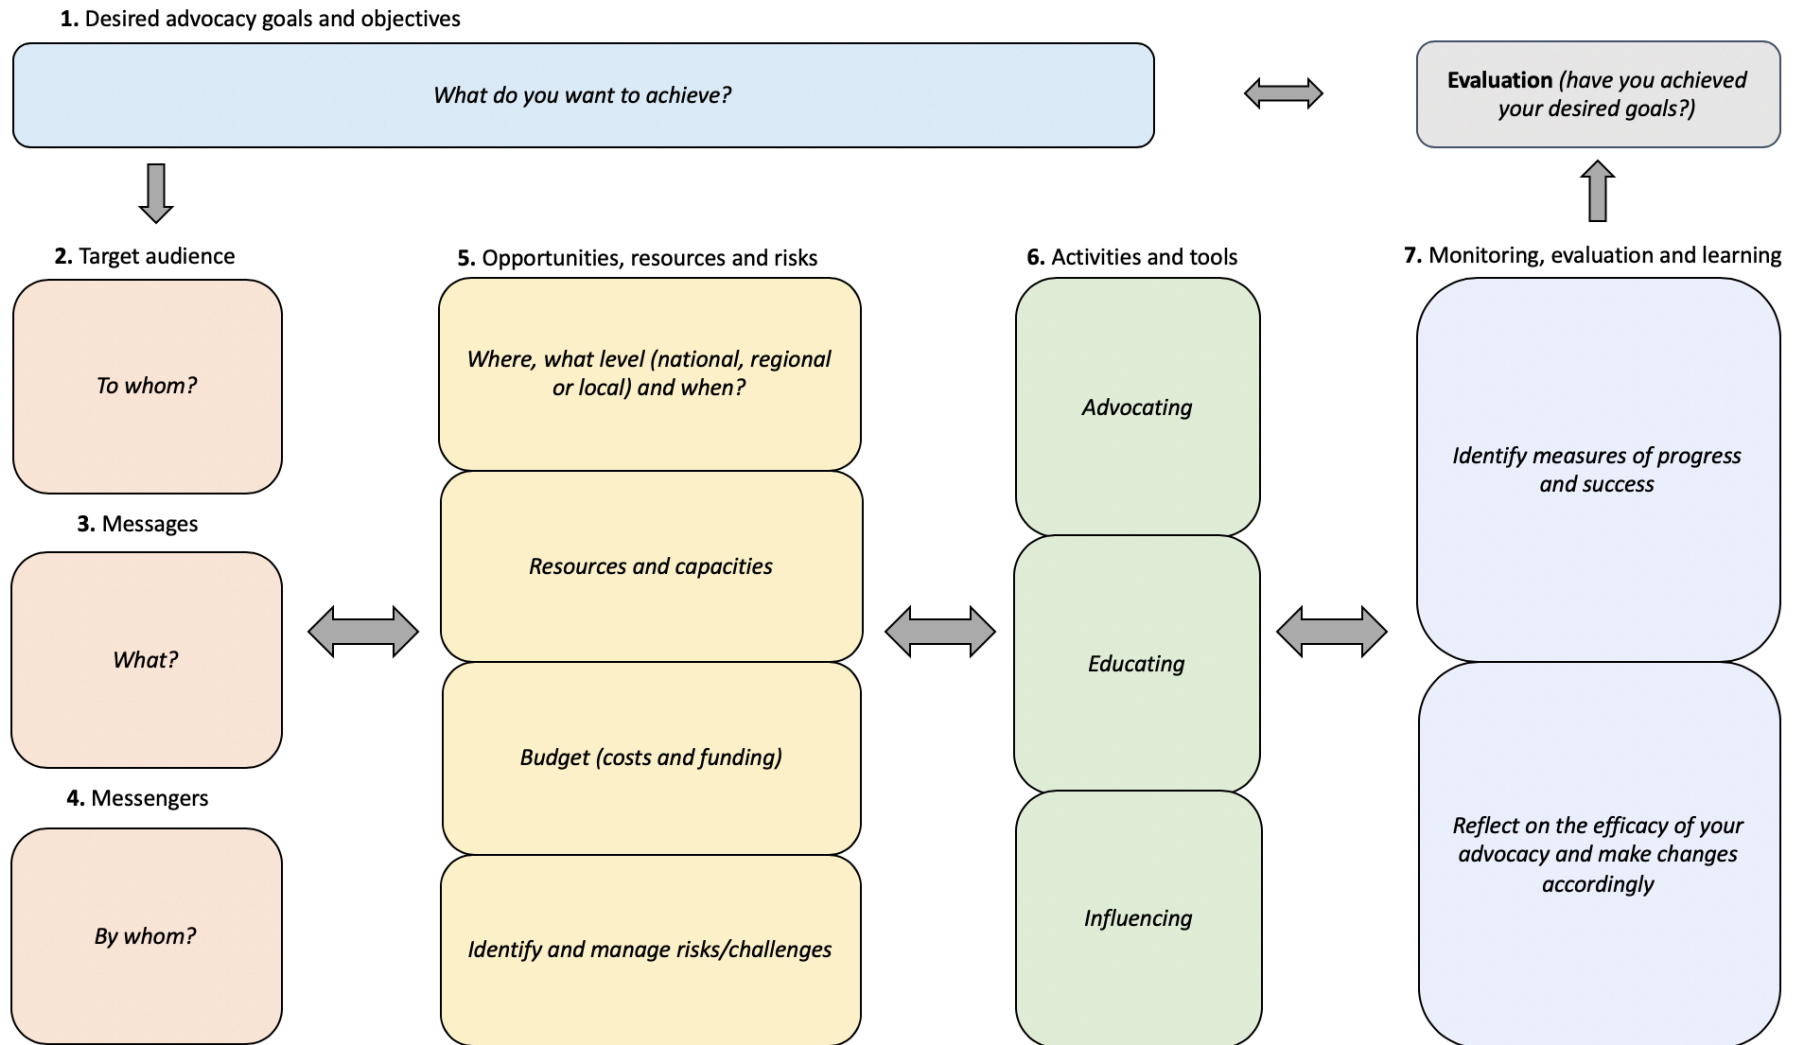 1. Desired advocacy goals and objectives
What do you want to achieve?
Evaluation (have you achieved
your desired goals?)
2. Target audience
To whom?
3. Messages
What?
4. Messengers
By whom?
5. Opportunities, resources and risks
Where, what level (national, regional
or local) and when?
Resources and capacities
Budget (costs and funding)
Identify and manage risks/challenges
6. Activities and tools
Advocating
Educating
Influencing
7. Monitoring, evaluation and learning
Identify measures of progress
and success
Reflect on the efficacy of your
advocacy and make changes
accordingly